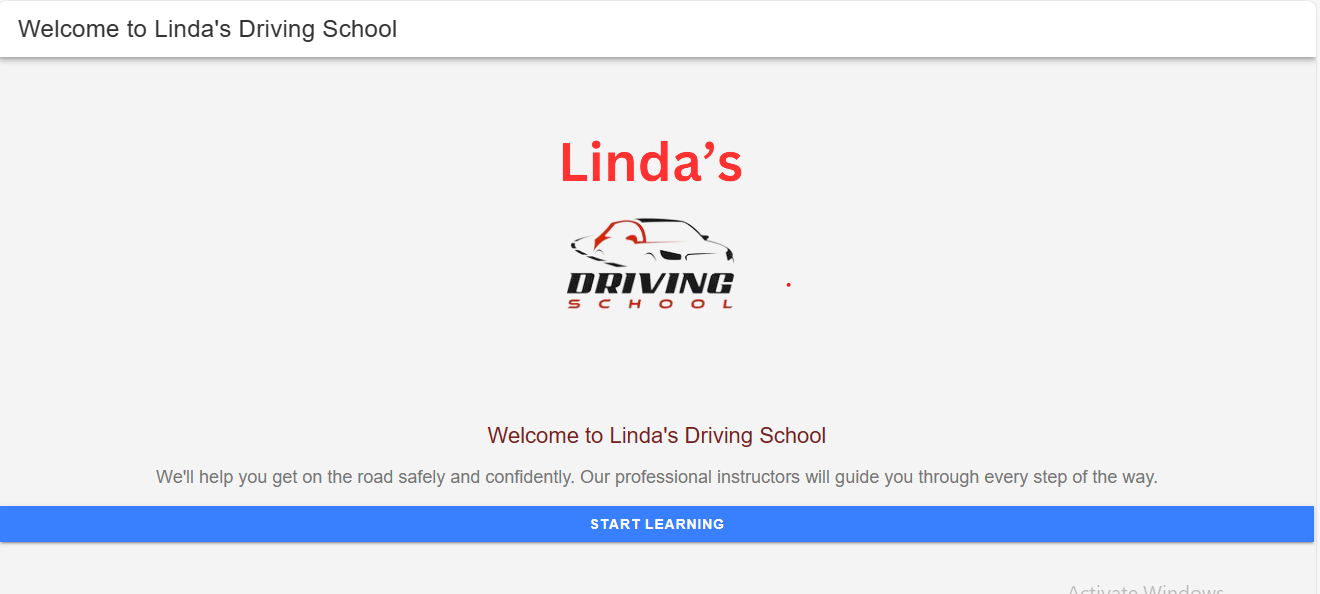 Welcome to Linda's Driving School
Linda’s
DRIVING
SCHOOL
Welcome to Linda's Driving School
We'll help you get on the road safely and confidently. Our professional instructors will guide you through every step of the way.
START LEARNING
Activate Windows